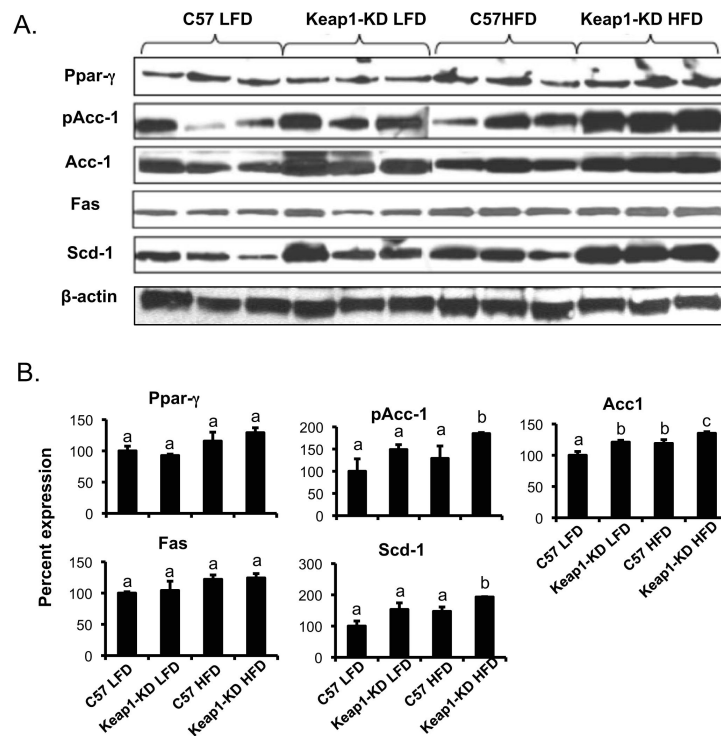 A.
C57 LFD Keap1-KD LFD C57HFD Keap1-KD HFD
Ppar-γ
pAcc-1
Acc-1
Fas
Scd-1
β-actin
B.
Percent expression
Ppar-γ
150
100
50
0
a a a a
pAcc-1
200
150
100
50
0
a a a b
Acc1
150
100
50
0
a b b c
C57 LFD
Keap1-KD LFD
C57 HFD
Keap1-KD HFD
Fas
150
100
50
0
a a a a
C57 LFD
Keap1-KD LFD
C57 HFD
Keap1-KD HFD
Scd-1
300
200
100
0
a a a b
C57 LFD
Keap1-KD LFD
C57 HFD
Keap1-KD HFD